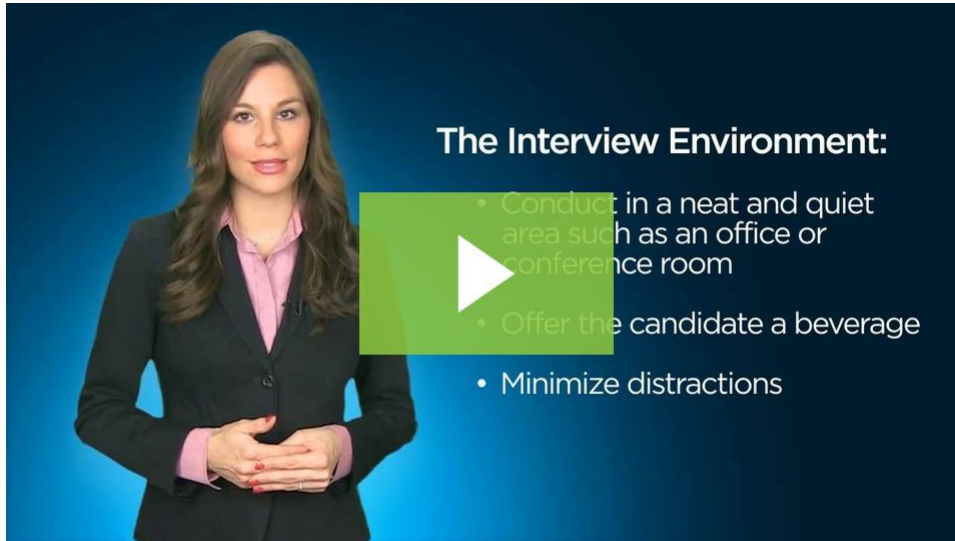 The Interview Environment:
• Conduct in a neat and quiet
area such as an office or
conference room
• Offer the candidate a beverage
• Minimize distractions